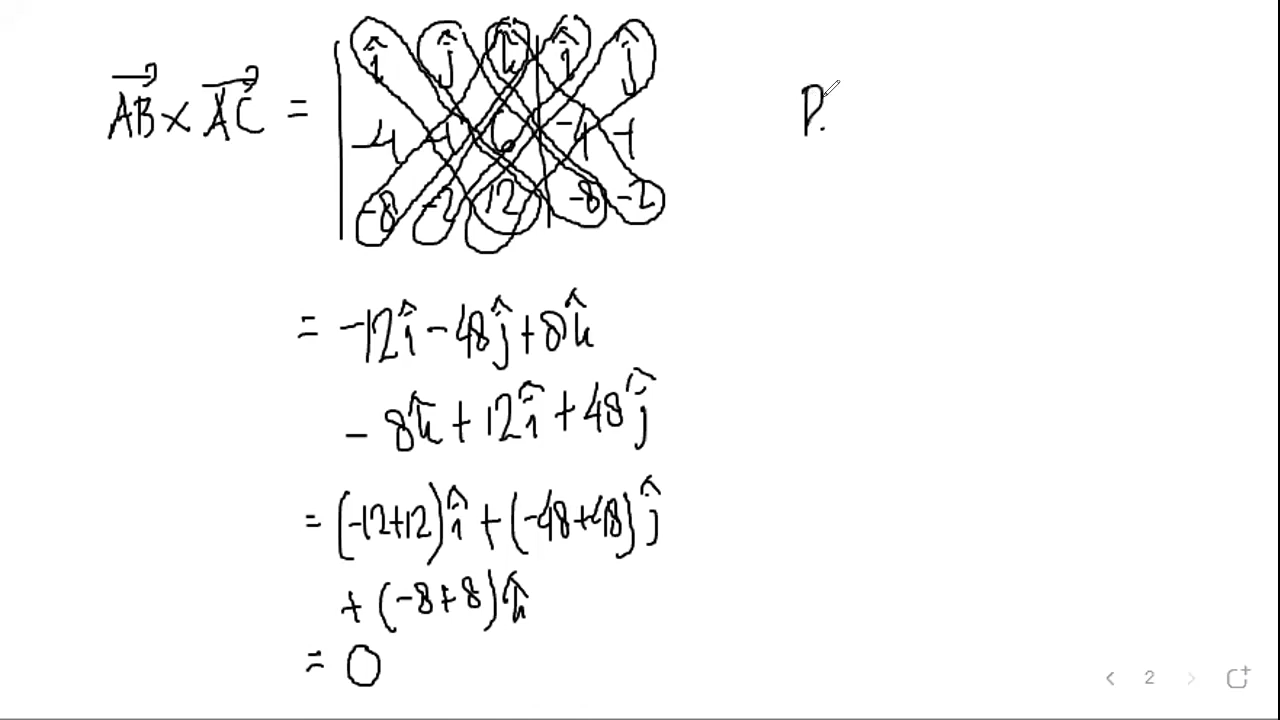 î ĵ k̂ î ĵ
AB⃗ × AC⃗ = -4 -1 6 -4 -1
-8 -2 12 -8 -2
P.
= -12î - 48ĵ + 8k̂
- 8k̂ + 12î + 48ĵ
= (-12+12)î + (-48+48)ĵ
+ (-8+8)k̂
= 0
2